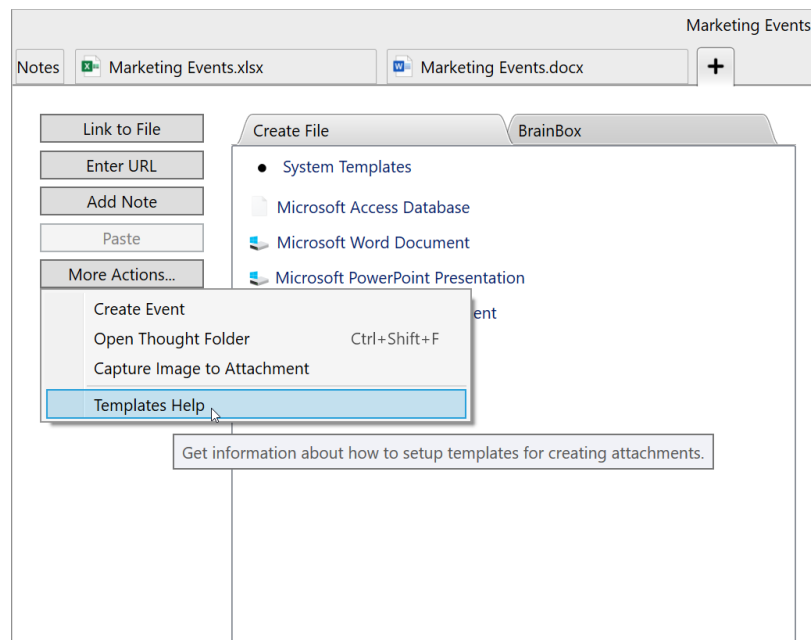 Marketing Events
Notes
Marketing Events.xlsx
Marketing Events.docx
Link to File
Enter URL
Add Note
Paste
More Actions...
Create File
BrainBox
System Templates
Microsoft Access Database
Microsoft Word Document
Microsoft PowerPoint Presentation
ent
Create Event
Open Thought Folder Ctrl+Shift+F
Capture Image to Attachment
Templates Help
Get information about how to setup templates for creating attachments.